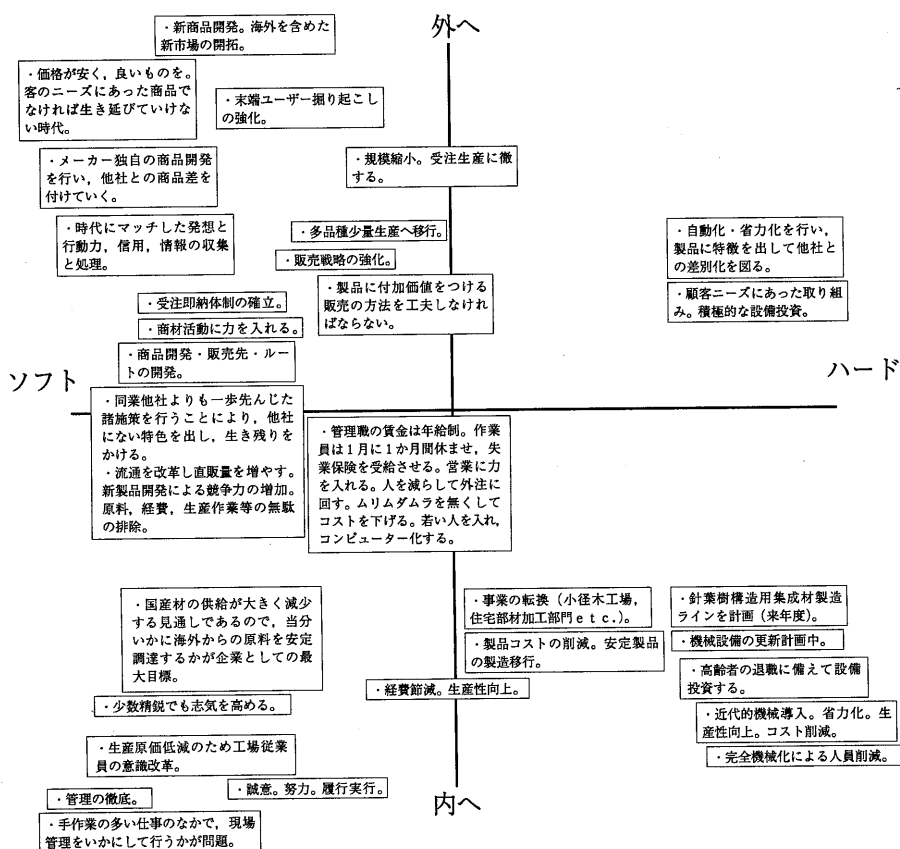 外へ
・新商品開発。海外を含めた
新市場の開拓。
・価格が安く，良いものを。
客のニーズにあった商品で
なければ生き延びていけな
い時代。
・末端ユーザー掘り起こし
の強化。
・メーカー独自の商品開発
を行い，他社との商品差を
付けていく。
・規模縮小。受注生産に徹
する。
・時代にマッチした発想と
行動力，信用，情報の収集
と処理。
・多品種少量生産へ移行。
・販売戦略の強化。
・製品に付加価値をつける
販売の方法を工夫しなけれ
ばならない。
・自動化・省力化を行い，
製品に特徴を出して他社と
の差別化を図る。
・顧客ニーズにあった取り組
み。積極的な設備投資。
・受注即納体制の確立。
・商材活動に力を入れる。
・商品開発・販売先・ルー
トの開発。
ソフト
ハード
・同業他社よりも一歩先んじた
諸施策を行うことにより，他社
にない特色を出し，生き残りを
かける。
・流通を改革し直販量を増やす。
新製品開発による競争力の増加。
原料，経費，生産作業等の無駄
の排除。
・管理職の賃金は年給制。作業
員は１月に１か月間休ませ，失
業保険を受給させる。営業に力
を入れる。人を減らして外注に
回す。ムリムダムラを無くして
コストを下げる。若い人を入れ，
コンピューター化する。
・国産材の供給が大きく減少
する見通しであるので，当分
いかに海外からの原料を安定
調達するかが企業としての最
大目標。
・少数精鋭でも志気を高める。
・生産原価低減のため工場従業
員の意識改革。
・誠意。努力。履行実行。
・管理の徹底。
・手作業の多い仕事のなかで，現場
管理をいかにして行うかが問題。
・事業の転換（小径木工場，
住宅部材加工部門ｅｔｃ.）。
・製品コストの削減。安定製品
の製造移行。
・経費節減。生産性向上。
・針葉樹構造用集成材製造
ラインを計画（来年度）。
・機械設備の更新計画中。
・高齢者の退職に備えて設備
投資する。
・近代的機械導入。省力化。生
産性向上。コスト削減。
・完全機械化による人員削減。
内へ